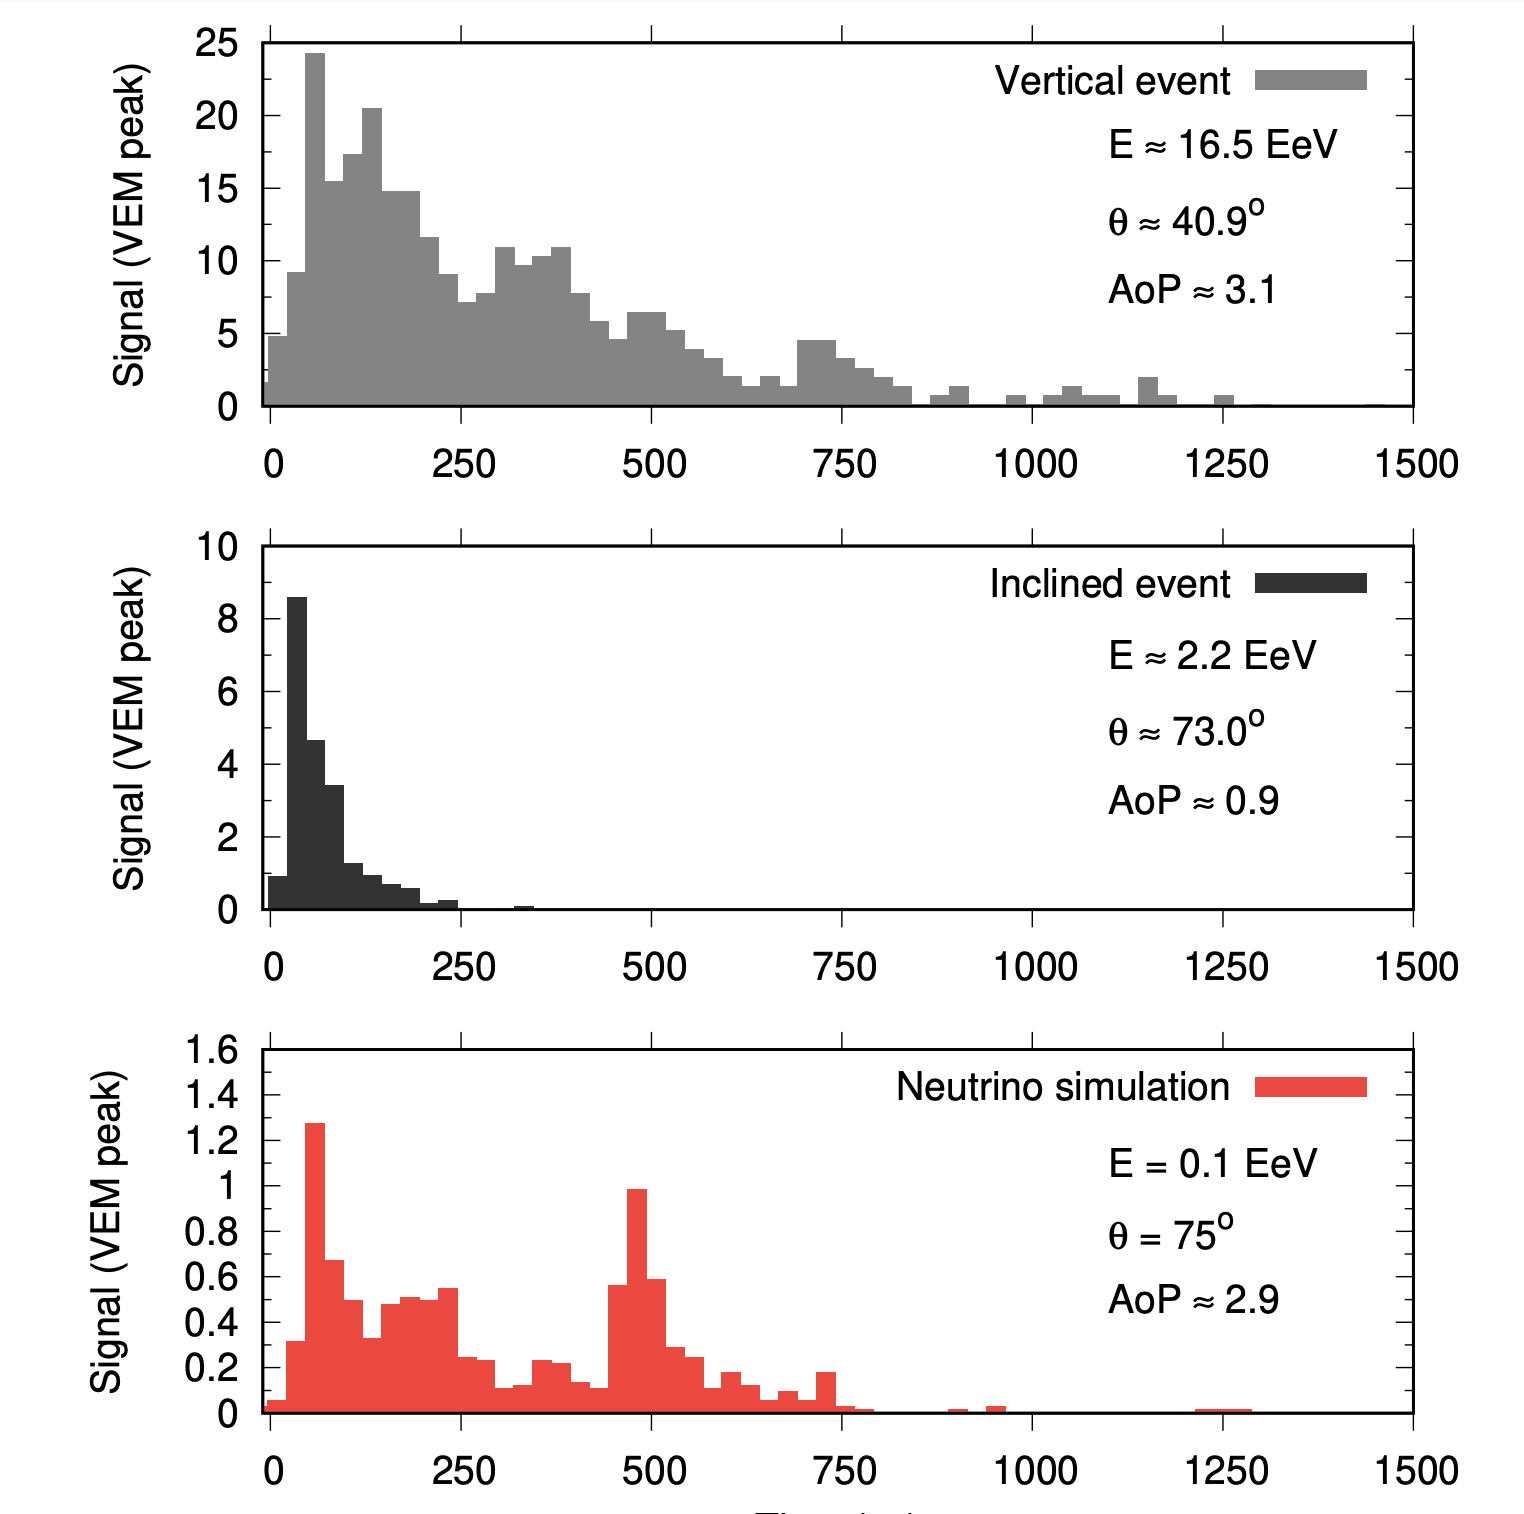 Signal (VEM peak)
25
20
15
10
5
0
Vertical event
E ≈ 16.5 EeV
θ ≈ 40.9°
AoP ≈ 3.1
0 250 500 750 1000 1250 1500
Signal (VEM peak)
10
8
6
4
2
0
Inclined event
E ≈ 2.2 EeV
θ ≈ 73.0°
AoP ≈ 0.9
0 250 500 750 1000 1250 1500
Signal (VEM peak)
1.6
1.4
1.2
1
0.8
0.6
0.4
0.2
0
Neutrino simulation
E = 0.1 EeV
θ = 75°
AoP ≈ 2.9
0 250 500 750 1000 1250 1500